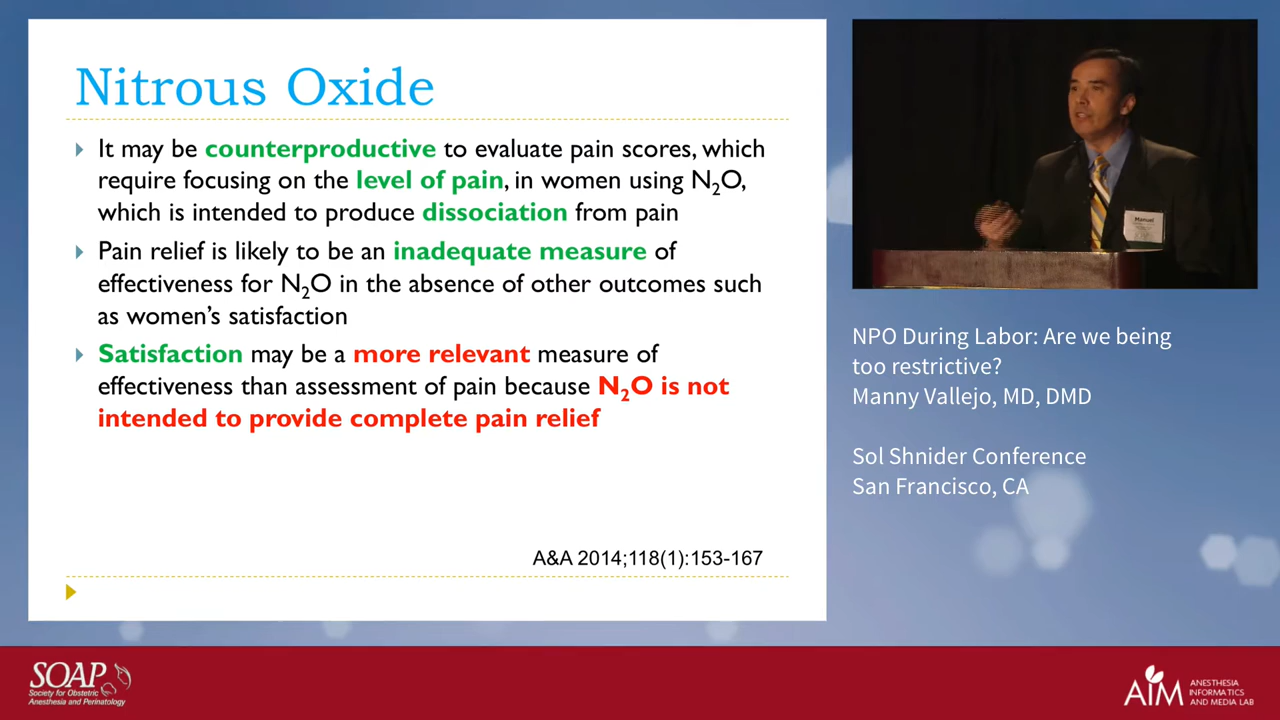 Nitrous Oxide
It may be counterproductive to evaluate pain scores, which
require focusing on the level of pain, in women using N₂O,
which is intended to produce dissociation from pain
Pain relief is likely to be an inadequate measure of
effectiveness for N₂O in the absence of other outcomes such
as women's satisfaction
Satisfaction may be a more relevant measure of
effectiveness than assessment of pain because N₂O is not
intended to provide complete pain relief
A&A 2014;118(1):153-167
Manuel
NPO During Labor: Are we being
too restrictive?
Manny Vallejo, MD, DMD
Sol Shnider Conference
San Francisco, CA
SOAP
Society for Obstetric
Anesthesia and Perinatology
AIM
ANESTHESIA
INFORMATICS
AND MEDIA LAB